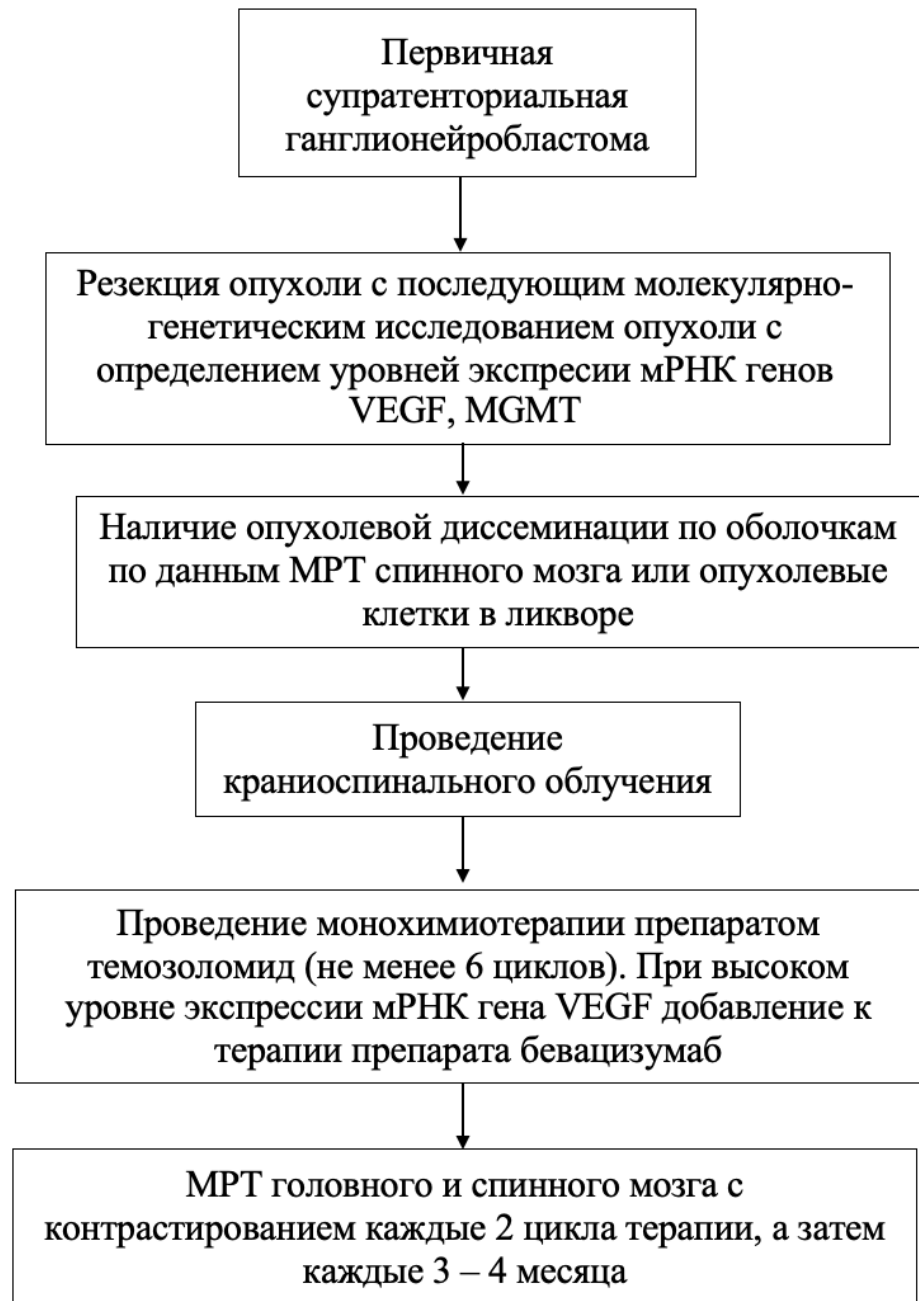 Первичная
супратенториальная
ганглионейробластома
Резекция опухоли с последующим молекулярно-
генетическим исследованием опухоли с
определением уровней экспресии мРНК генов
VEGF, MGMT
Наличие опухолевой диссеминации по оболочкам
по данным МРТ спинного мозга или опухолевые
клетки в ликворе
Проведение
краниоспинального облучения
Проведение монохимиотерапии препаратом
темозоломид (не менее 6 циклов). При высоком
уровне экспрессии мРНК гена VEGF добавление к
терапии препарата бевацизумаб
МРТ головного и спинного мозга с
контрастированием каждые 2 цикла терапии, а затем
каждые 3 – 4 месяца